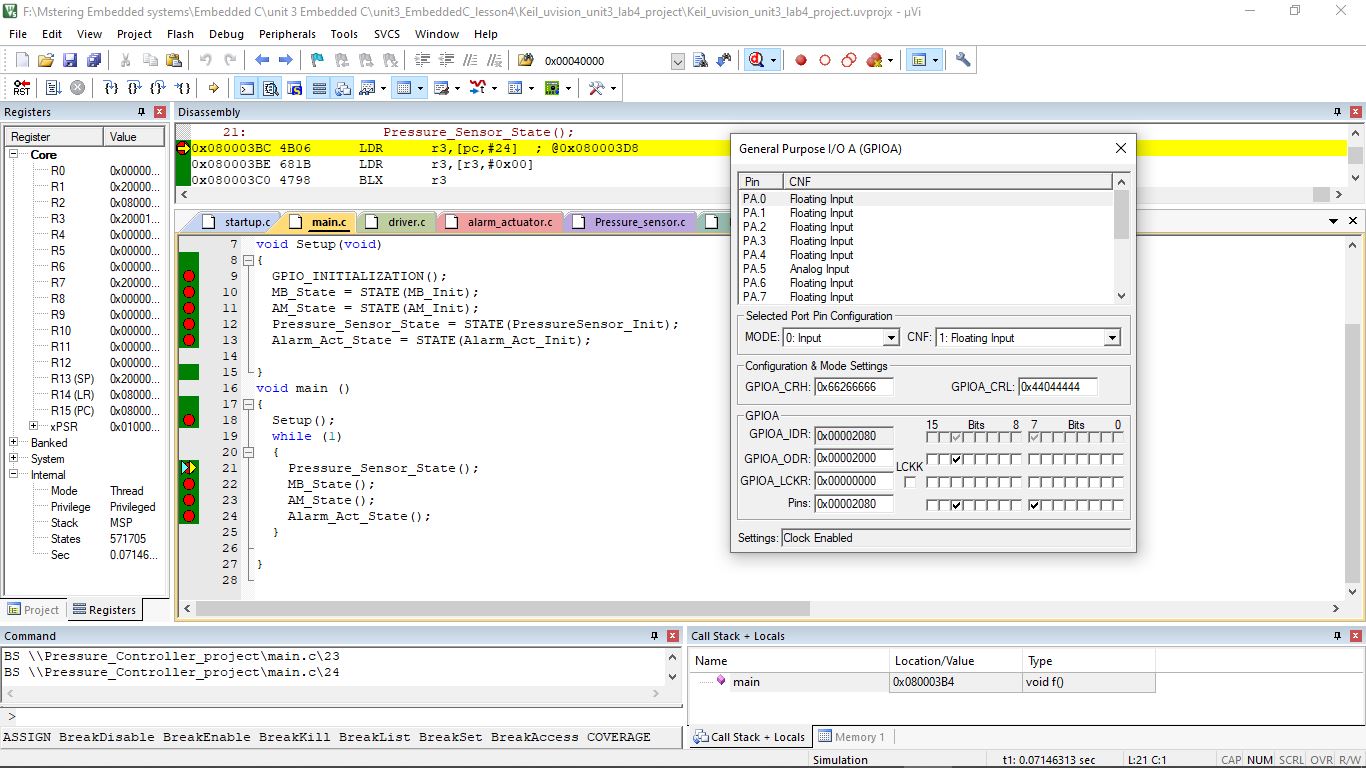 F:\Mstering Embedded systems\Embedded C\unit 3 Embedded C\unit3_EmbeddedC_lesson4\Keil_uvision_unit3_lab4_project\Keil_uvision_unit3_lab4_project.uvprojx - µVi
File Edit View Project Flash Debug Peripherals Tools SVCS Window Help
0x00040000
RST
Registers
Register Value
Core
R0 0x00000...
R1 0x20000...
R2 0x08000...
R3 0x20001...
R4 0x00000...
R5 0x00000...
R6 0x00000...
R7 0x20000...
R8 0x00000...
R9 0x00000...
R10 0x00000...
R11 0x00000...
R12 0x00000...
R13 (SP) 0x20000...
R14 (LR) 0x08000...
R15 (PC) 0x08000...
xPSR 0x01000...
Banked
System
Internal
Mode Thread
Privilege Privileged
Stack MSP
States 571705
Sec 0.07146...
Project Registers
Disassembly
21: Pressure_Sensor_State();
0x080003BC 4B06 LDR r3,[pc,#24] ; @0x080003D8
0x080003BE 681B LDR r3,[r3,#0x00]
0x080003C0 4798 BLX r3
startup.c main.c driver.c alarm_actuator.c Pressure_sensor.c
7 void Setup(void)
8 {
9 GPIO_INITIALIZATION();
10 MB_State = STATE(MB_Init);
11 AM_State = STATE(AM_Init);
12 Pressure_Sensor_State = STATE(PressureSensor_Init);
13 Alarm_Act_State = STATE(Alarm_Act_Init);
14
15 }
16 void main ()
17 {
18 Setup();
19 while (1)
20 {
21 Pressure_Sensor_State();
22 MB_State();
23 AM_State();
24 Alarm_Act_State();
25 }
26
27 }
28
General Purpose I/O A (GPIOA)
Pin CNF
PA.0 Floating Input
PA.1 Floating Input
PA.2 Floating Input
PA.3 Floating Input
PA.4 Floating Input
PA.5 Analog Input
PA.6 Floating Input
PA.7 Floating Input
Selected Port Pin Configuration
MODE: 0: Input CNF: 1: Floating Input
Configuration & Mode Settings
GPIOA_CRH: 0x66266666 GPIOA_CRL: 0x44044444
GPIOA
15 Bits 8 7 Bits 0
GPIOA_IDR: 0x00002080
GPIOA_ODR: 0x00002000
LCKK
GPIOA_LCKR: 0x00000000
Pins: 0x00002080
Settings: Clock Enabled
Command
BS \\Pressure_Controller_project\main.c\23
BS \\Pressure_Controller_project\main.c\24
>
ASSIGN BreakDisable BreakEnable BreakKill BreakList BreakSet BreakAccess COVERAGE
Call Stack + Locals
Name Location/Value Type
main 0x080003B4 void f()
Call Stack + Locals Memory 1
Simulation t1: 0.07146313 sec L:21 C:1 CAP NUM SCRL OVR R/W